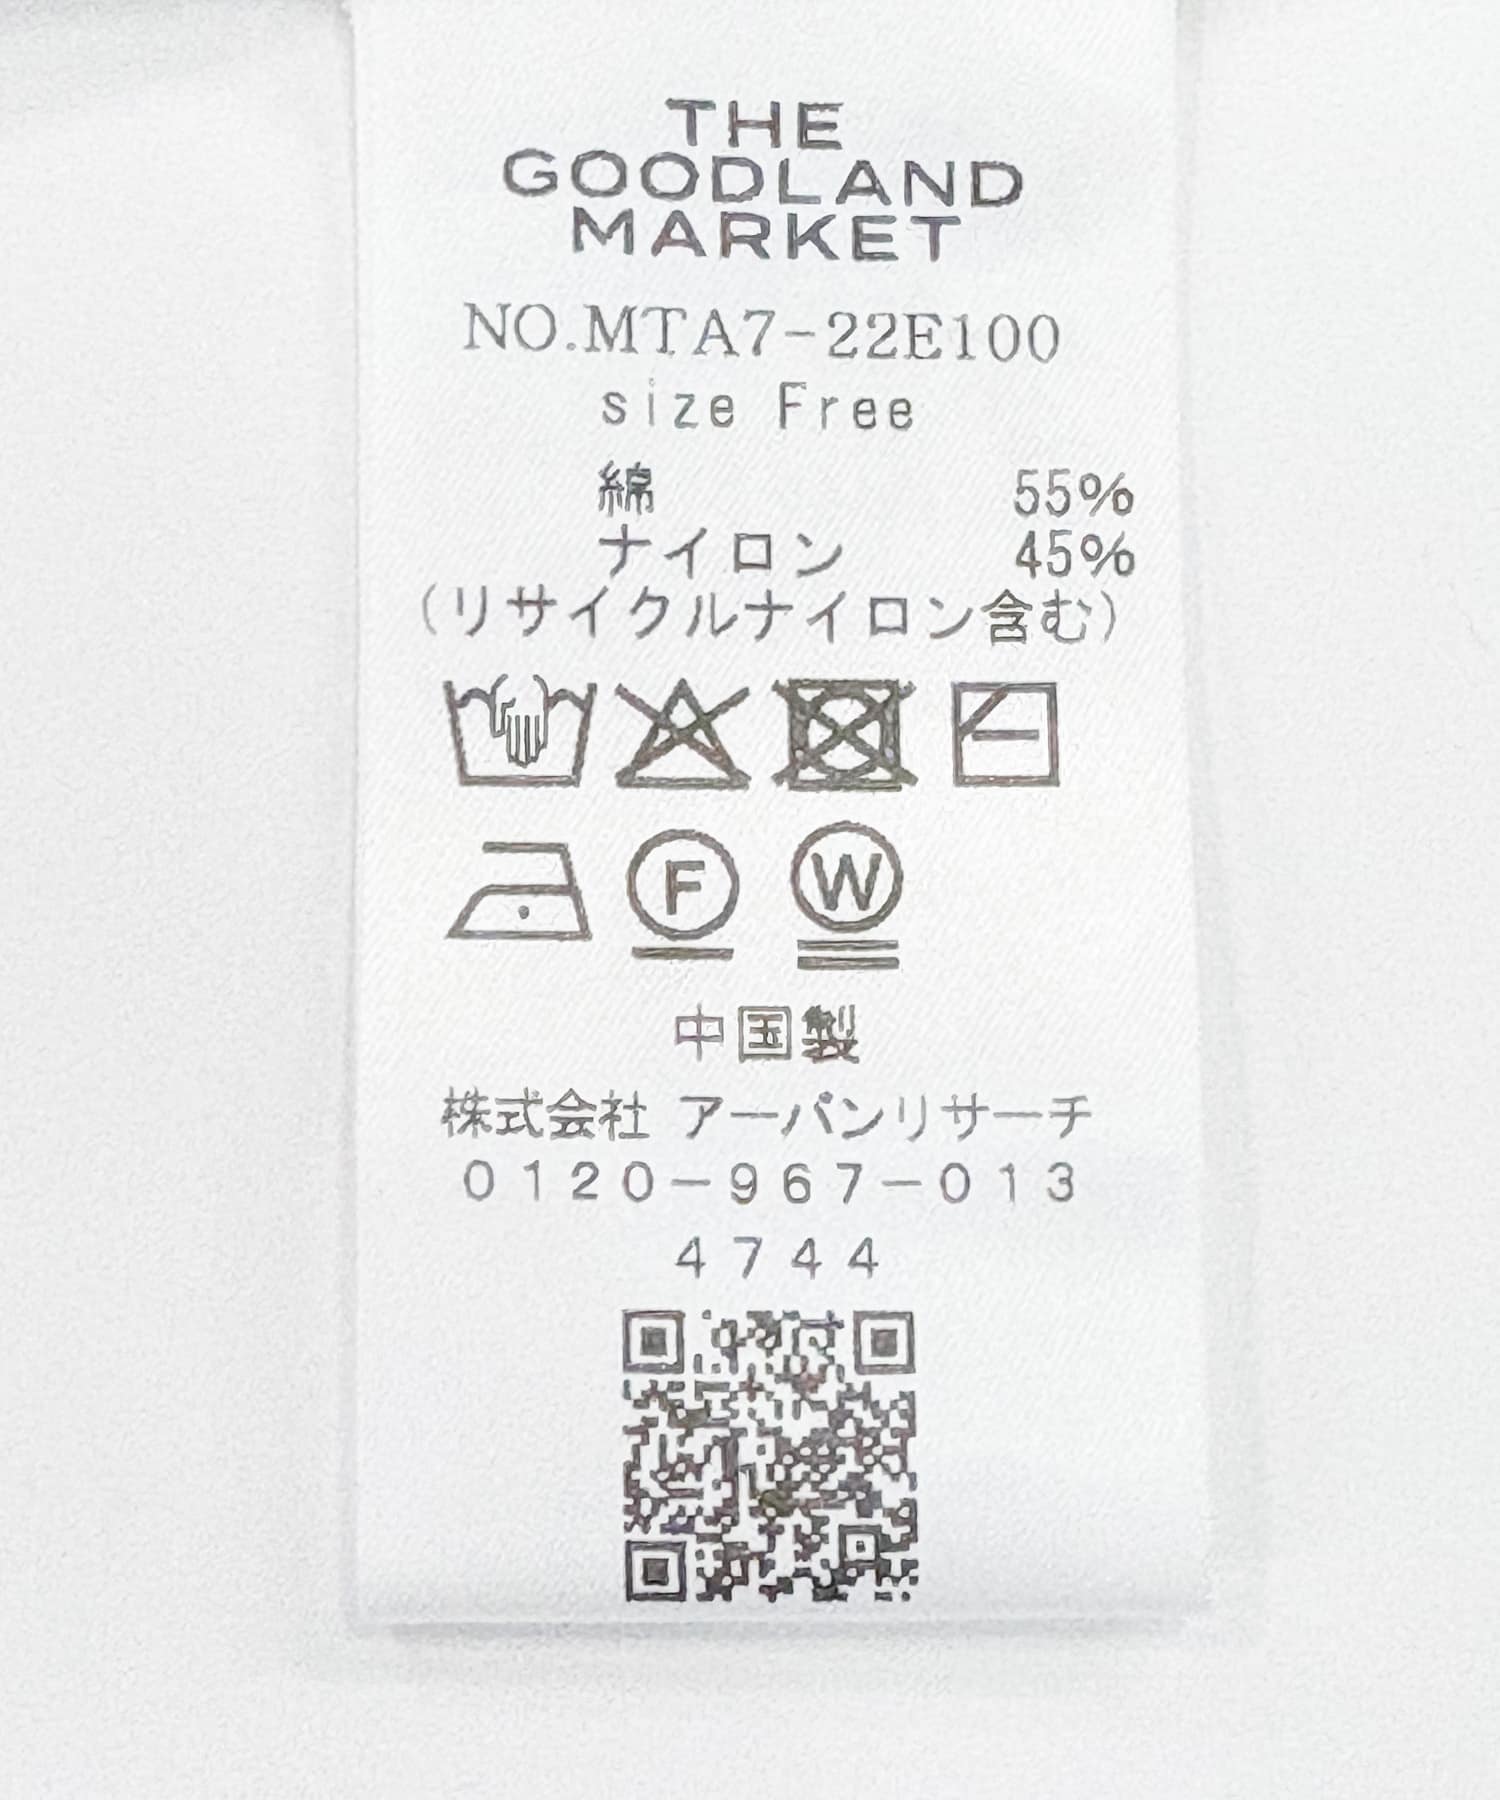 THE
GOODLAND
MARKET
NO.MTA7-22E100
size Free
綿 55%
ナイロン 45%
(リサイクルナイロン含む)
F W
中国製
株式会社 アーバンリサーチ
0120-967-013
4744